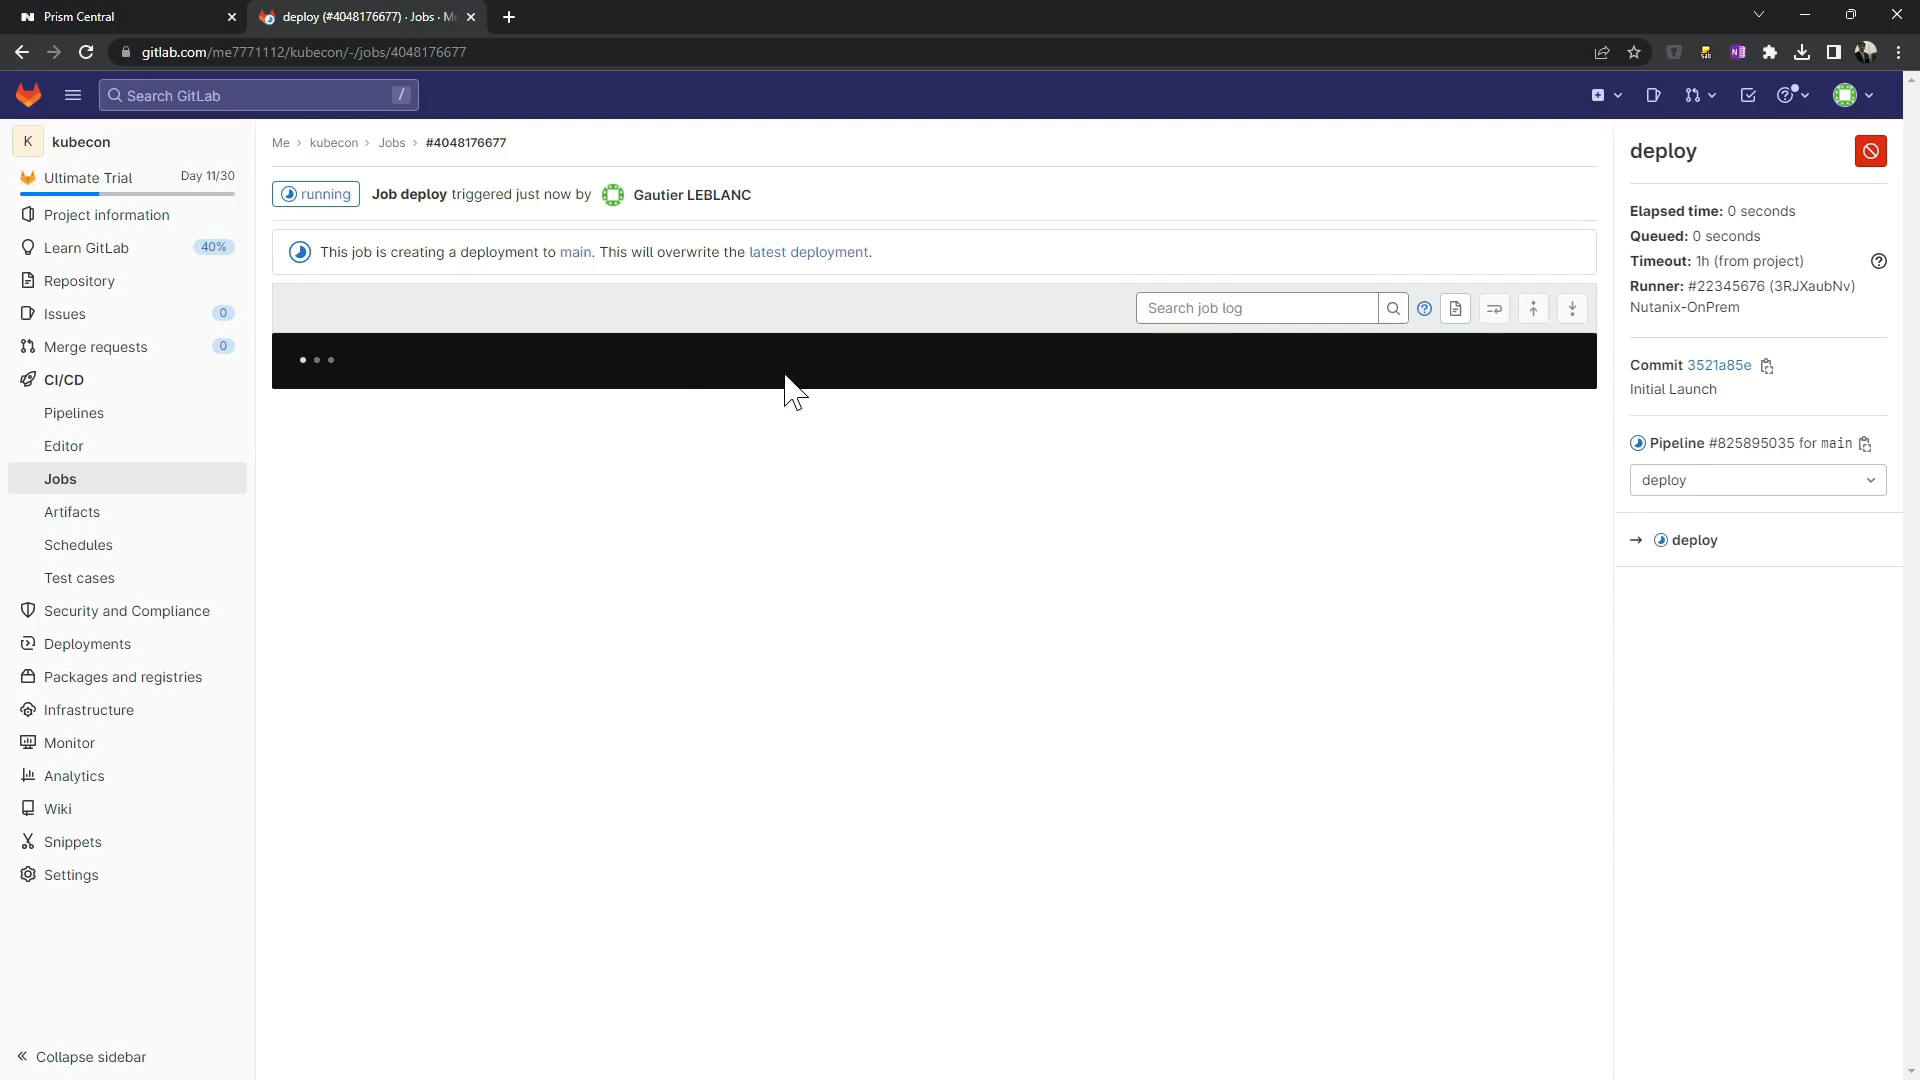 Prism Central
deploy (#4048176677) · Jobs · Me
gitlab.com/me7771112/kubecon/-/jobs/4048176677
Search GitLab
/
K
kubecon
Ultimate Trial
Day 11/30
Project information
Learn GitLab
40%
Repository
Issues
0
Merge requests
0
CI/CD
Pipelines
Editor
Jobs
Artifacts
Schedules
Test cases
Security and Compliance
Deployments
Packages and registries
Infrastructure
Monitor
Analytics
Wiki
Snippets
Settings
Collapse sidebar
Me › kubecon › Jobs › #4048176677
running
Job deploy triggered just now by Gautier LEBLANC
This job is creating a deployment to main. This will overwrite the latest deployment.
Search job log
deploy
Elapsed time: 0 seconds
Queued: 0 seconds
Timeout: 1h (from project)
Runner: #22345676 (3RJXaubNv)
Nutanix-OnPrem
Commit 3521a85e
Initial Launch
Pipeline #825895035 for main
deploy
→ deploy